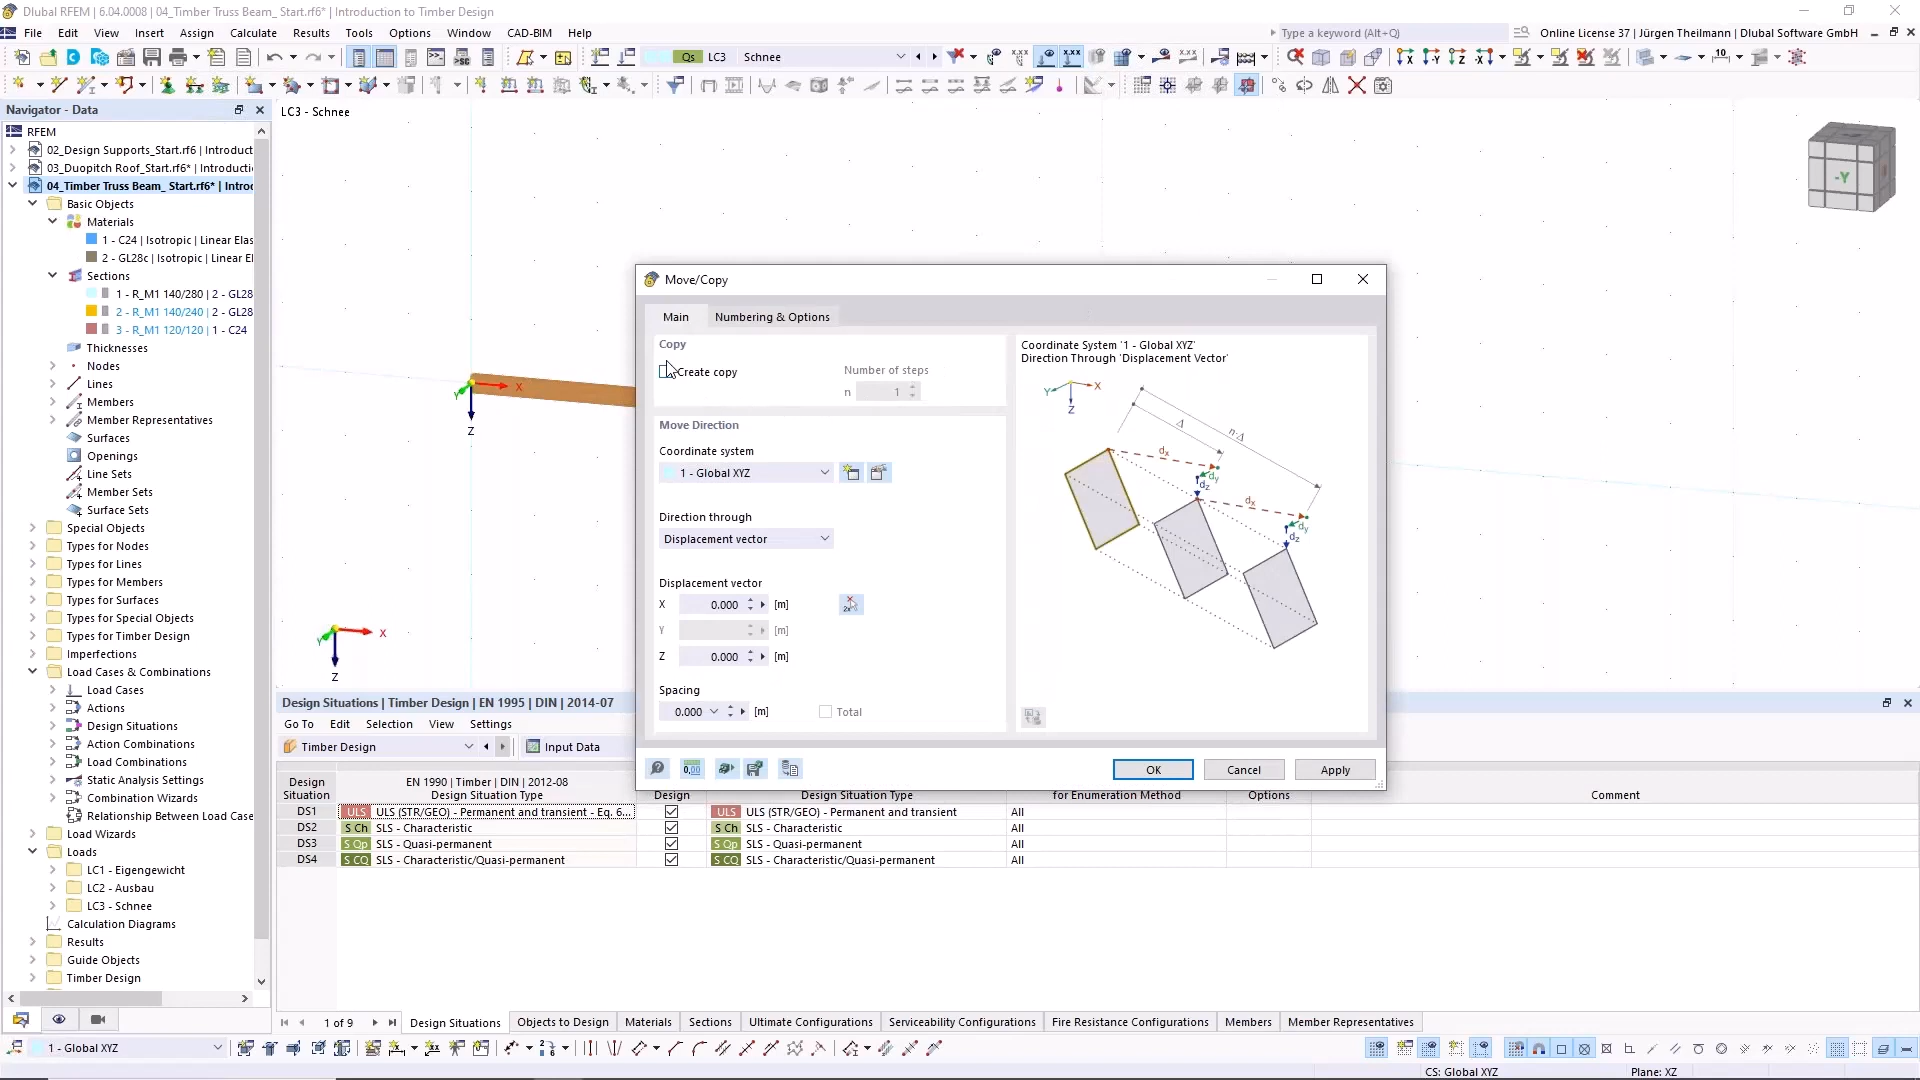 Dlubal RFEM | 6.04.0008 | 04_Timber Truss Beam_ Start.rf6* | Introduction to Timber Design
File Edit View Insert Assign Calculate Results Tools Options Window CAD-BIM Help
Type a keyword (Alt+Q)
Online License 37 | Jürgen Theilmann | Dlubal Software GmbH
Qs LC3 Schnee
Navigator - Data
LC3 - Schnee
RFEM
02_Design Supports_Start.rf6 | Introduct
03_Duopitch Roof_Start.rf6* | Introducti
04_Timber Truss Beam_ Start.rf6* | Introc
Basic Objects
Materials
1 - C24 | Isotropic | Linear Elas
2 - GL28c | Isotropic | Linear El
Sections
1 - R_M1 140/280 | 2 - GL28
2 - R_M1 140/240 | 2 - GL28
3 - R_M1 120/120 | 1 - C24
Thicknesses
Nodes
Lines
Members
Member Representatives
Surfaces
Openings
Line Sets
Member Sets
Surface Sets
Special Objects
Types for Nodes
Types for Lines
Types for Members
Types for Surfaces
Types for Special Objects
Types for Timber Design
Imperfections
Load Cases & Combinations
Load Cases
Actions
Design Situations
Action Combinations
Load Combinations
Static Analysis Settings
Combination Wizards
Relationship Between Load Case
Load Wizards
Loads
LC1 - Eigengewicht
LC2 - Ausbau
LC3 - Schnee
Calculation Diagrams
Results
Guide Objects
Timber Design
X
Y
Z
X
Y
Z
-Y
Move/Copy
Main Numbering & Options
Copy
Create copy
Number of steps
n 1
Move Direction
Coordinate system
1 - Global XYZ
Direction through
Displacement vector
Displacement vector
X 0.000 [m]
Y [m]
Z 0.000 [m]
Spacing
0.000 [m] Total
Coordinate System '1 - Global XYZ'
Direction Through 'Displacement Vector'
Y X
Z
Δ
n·Δ
dx
dy
dz
dx
dy
dz
OK Cancel Apply
Design Situations | Timber Design | EN 1995 | DIN | 2014-07
Go To Edit Selection View Settings
Timber Design Input Data
Design
Situation
EN 1990 | Timber | DIN | 2012-08
Design Situation Type
Design
Design Situation Type
for Enumeration Method
Options
Comment
DS1 ULS ULS (STR/GEO) - Permanent and transient - Eq. 6... ULS ULS (STR/GEO) - Permanent and transient All
DS2 S Ch SLS - Characteristic S Ch SLS - Characteristic All
DS3 S Qp SLS - Quasi-permanent S Qp SLS - Quasi-permanent All
DS4 S CQ SLS - Characteristic/Quasi-permanent S CQ SLS - Characteristic/Quasi-permanent All
1 of 9 Design Situations Objects to Design Materials Sections Ultimate Configurations Serviceability Configurations Fire Resistance Configurations Members Member Representatives
1 - Global XYZ
CS: Global XYZ Plane: XZ